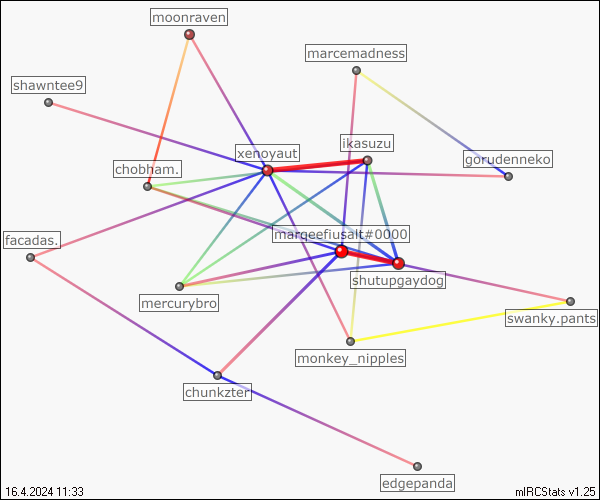 moonraven
marcemadness
shawntee9
ikasuzu
xenoyaut
gorudenneko
chobham.
marqeefiusalt#0000
facadas.
shutupgaydog
mercurybro
swanky.pants
monkey_nipples
chunkzter
edgepanda
16.4.2024 11:33
mIRCStats v1.25